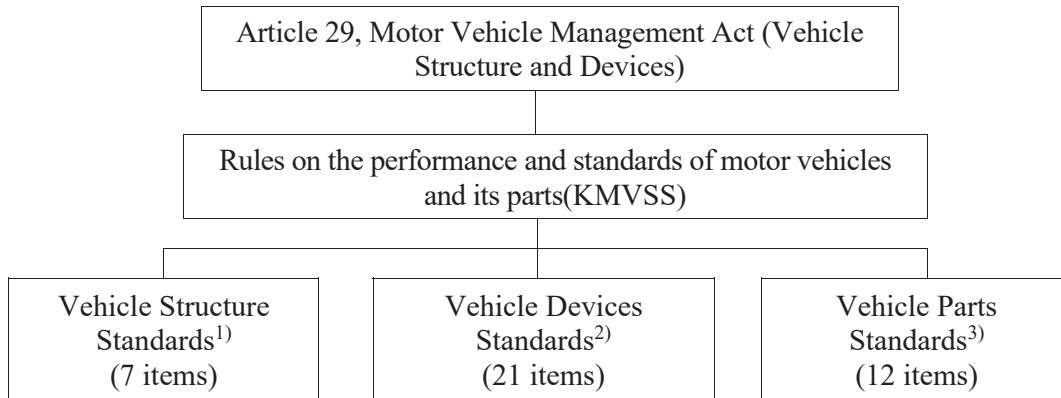 Article 29, Motor Vehicle Management Act (Vehicle
Structure and Devices)
Rules on the performance and standards of motor vehicles
and its parts(KMVSS)
Vehicle Structure
Standards1)
(7 items)
Vehicle Devices
Standards2)
(21 items)
Vehicle Parts
Standards3)
(12 items)